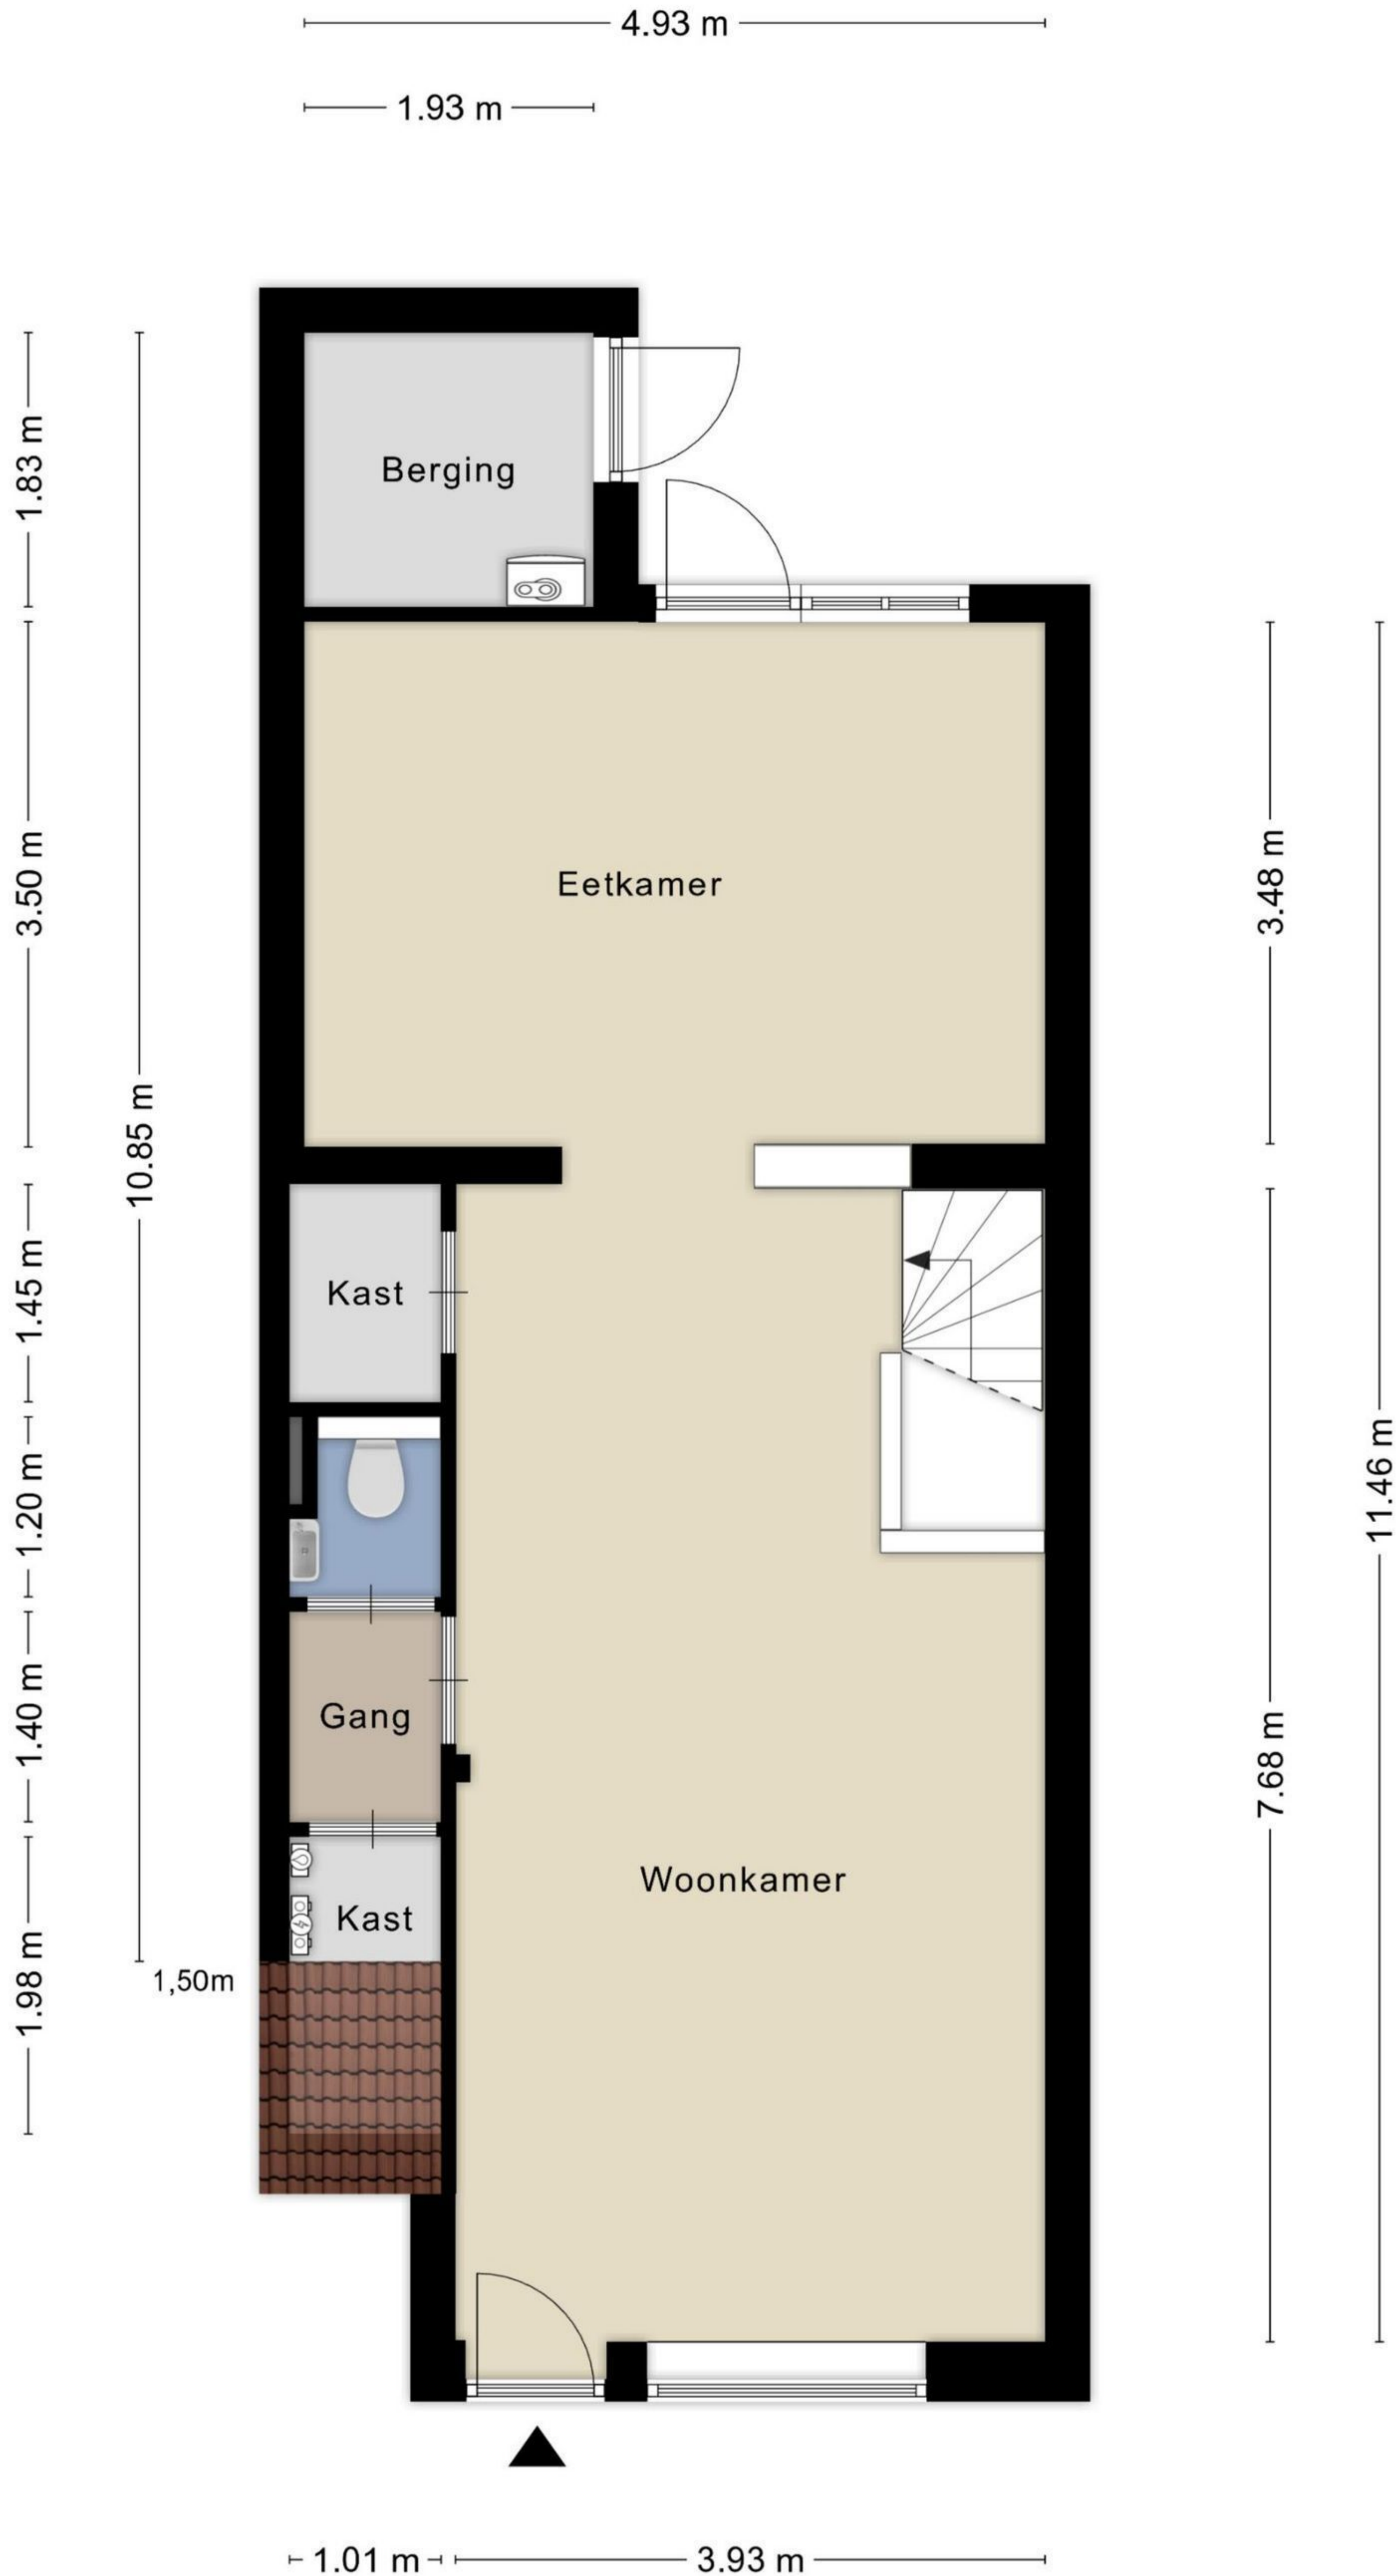 4.93 m
1.93 m
1.83 m
Berging
3.50 m
Eetkamer
3.48 m
10.85 m
1.45 m
Kast
11.46 m
1.20 m
1.40 m
Gang
7.68 m
Woonkamer
Kast
1.98 m
1,50m
1.01 m
3.93 m